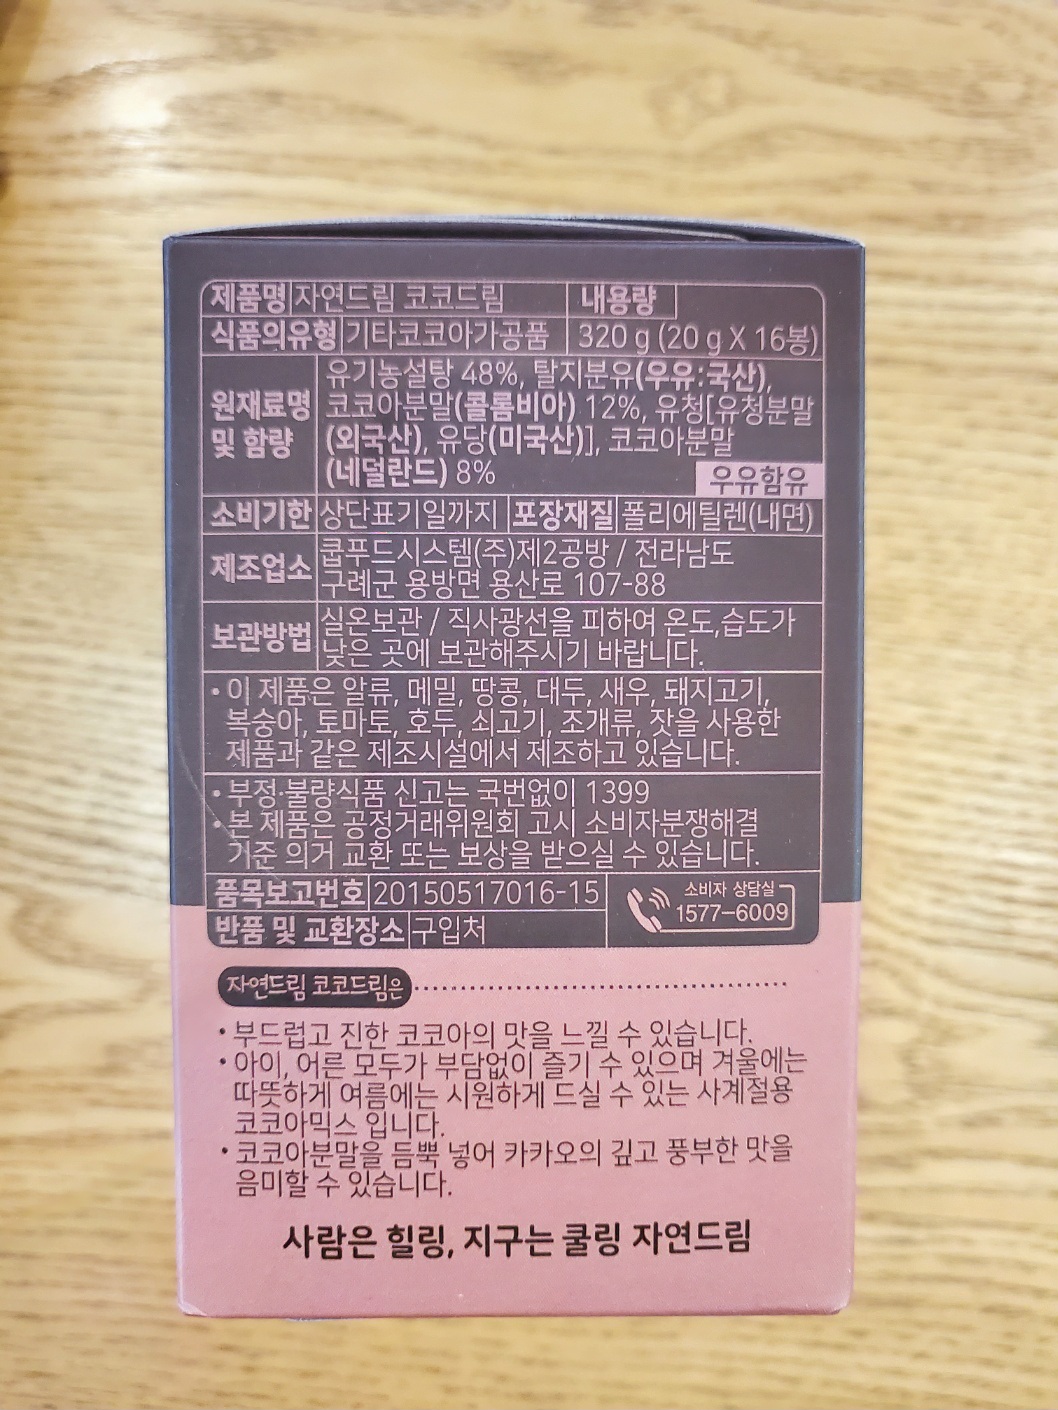 제품명 자연드림 코코드림 내용량
식품의유형 기타코코아가공품 320 g (20 g X 16봉)
원재료명 및 함량
유기농설탕 48%, 탈지분유(우유:국산),
코코아분말(콜롬비아) 12%, 유청[유청분말
(외국산), 유당(미국산)], 코코아분말
(네덜란드) 8%
우유함유
소비기한 상단표기일까지 포장재질 폴리에틸렌(내면)
제조업소
쿱푸드시스템(주)제2공방 / 전라남도
구례군 용방면 용산로 107-88
보관방법
실온보관 / 직사광선을 피하여 온도,습도가
낮은 곳에 보관해주시기 바랍니다.
• 이 제품은 알류, 메밀, 땅콩, 대두, 새우, 돼지고기,
복숭아, 토마토, 호두, 쇠고기, 조개류, 잣을 사용한
제품과 같은 제조시설에서 제조하고 있습니다.
• 부정·불량식품 신고는 국번없이 1399
• 본 제품은 공정거래위원회 고시 소비자분쟁해결
기준 의거 교환 또는 보상을 받으실 수 있습니다.
품목보고번호 20150517016-15
반품 및 교환장소 구입처
소비자 상담실
1577-6009
자연드림 코코드림은
• 부드럽고 진한 코코아의 맛을 느낄 수 있습니다.
• 아이, 어른 모두가 부담없이 즐기 수 있으며 겨울에는
따뜻하게 여름에는 시원하게 드실 수 있는 사계절용
코코아믹스 입니다.
• 코코아분말을 듬뿍 넣어 카카오의 깊고 풍부한 맛을
음미할 수 있습니다.
사람은 힐링, 지구는 쿨링 자연드림